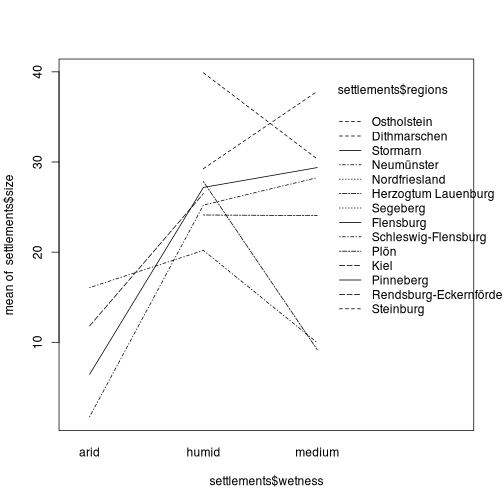 40
30
20
10
mean of settlements$size
settlements$regions
Ostholstein
Dithmarschen
Stormarn
Neumünster
Nordfriesland
Herzogtum Lauenburg
Segeberg
Flensburg
Schleswig-Flensburg
Plön
Kiel
Pinneberg
Rendsburg-Eckernförde
Steinburg
arid humid medium
settlements$wetness